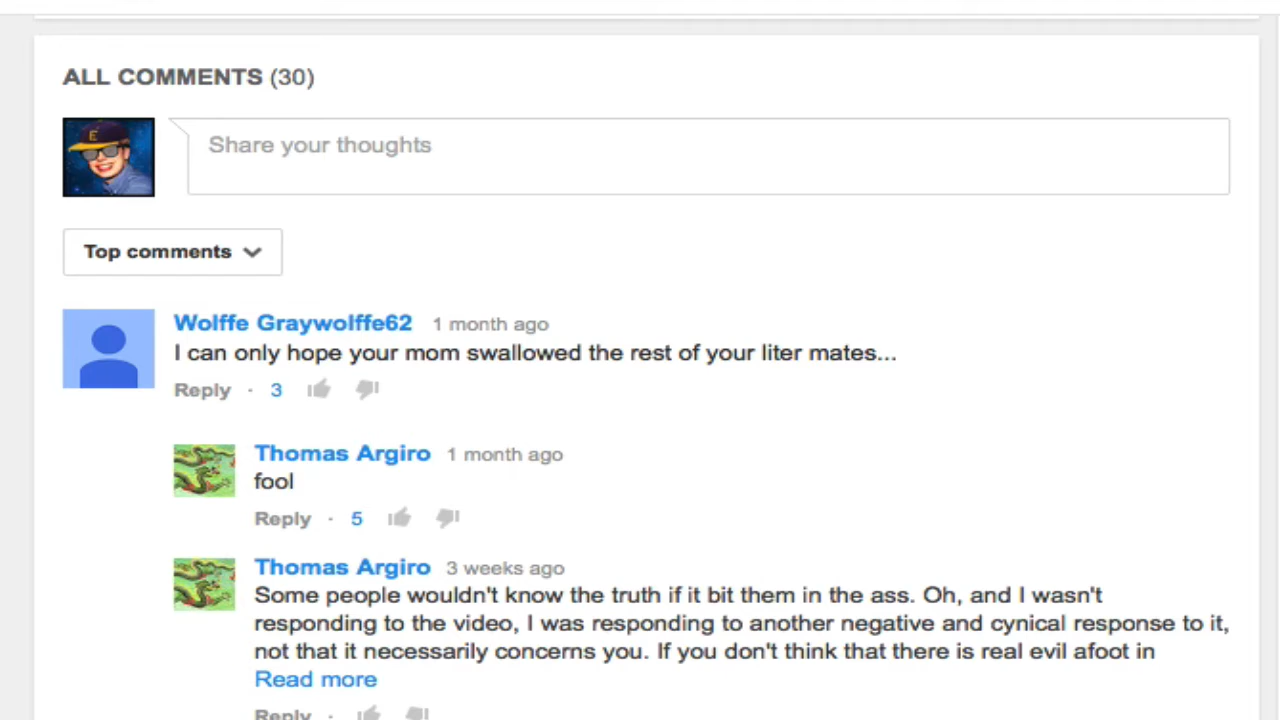 ALL COMMENTS (30)
E
Share your thoughts
Top comments
Wolffe Graywolffe62 1 month ago
I can only hope your mom swallowed the rest of your liter mates...
Reply · 3
Thomas Argiro 1 month ago
fool
Reply · 5
Thomas Argiro 3 weeks ago
Some people wouldn't know the truth if it bit them in the ass. Oh, and I wasn't
responding to the video, I was responding to another negative and cynical response to it,
not that it necessarily concerns you. If you don't think that there is real evil afoot in
Read more
Reply ·